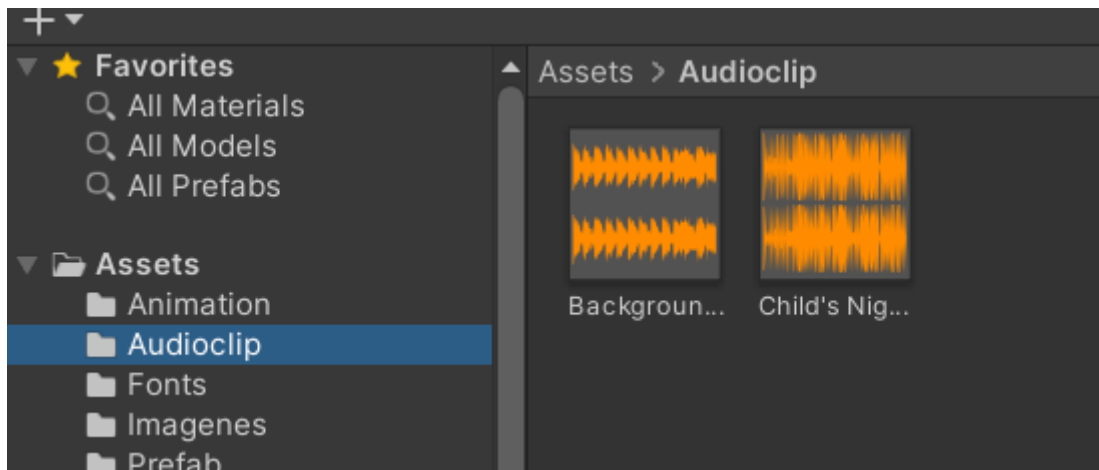 Favorites
All Materials
All Models
All Prefabs
Assets
Animation
Audioclip
Fonts
Imagenes
Prefab
Assets > Audioclip
Backgroun...
Child's Nig...